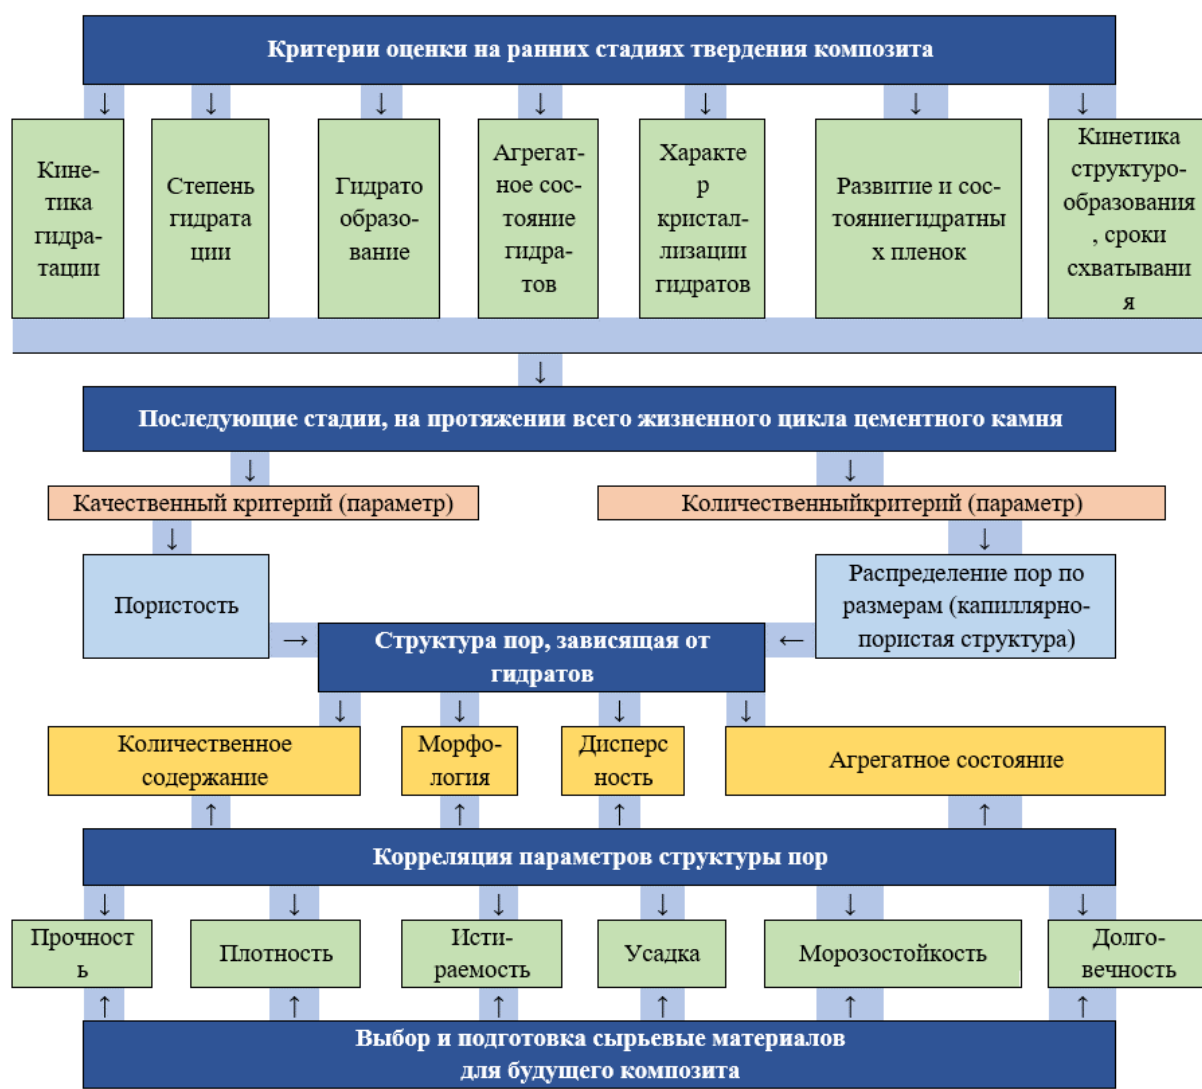 Критерии оценки на ранних стадиях твердения композита
↓ ↓ ↓ ↓ ↓ ↓ ↓
Кине-
тика
гидра-
тации
Степень
гидрата
ции
Гидрато
образо-
вание
Агрегат-
ное сос-
тояние
гидра-
тов
Характе
р
кристал-
лизации
гидратов
Развитие и сос-
тояниегидратны
х пленок
Кинетика
структуро-
образования
, сроки
схватывани
я
↓
Последующие стадии, на протяжении всего жизненного цикла цементного камня
↓ ↓
Качественный критерий (параметр)
Количественныйкритерий (параметр)
↓ ↓
Пористость
Распределение пор по
размерам (капиллярно-
пористая структура)
→ ←
Структура пор, зависящая от
гидратов
↓ ↓ ↓ ↓
Количественное
содержание
Морфо-
логия
Дисперс
ность
Агрегатное состояние
↑ ↑ ↑ ↑
Корреляция параметров структуры пор
↓ ↓ ↓ ↓ ↓ ↓
Прочност
ь
Плотность
Исти-
раемость
Усадка
Морозостойкость
Долго-
вечность
↑ ↑ ↑ ↑ ↑ ↑
Выбор и подготовка сырьевые материалов
для будущего композита